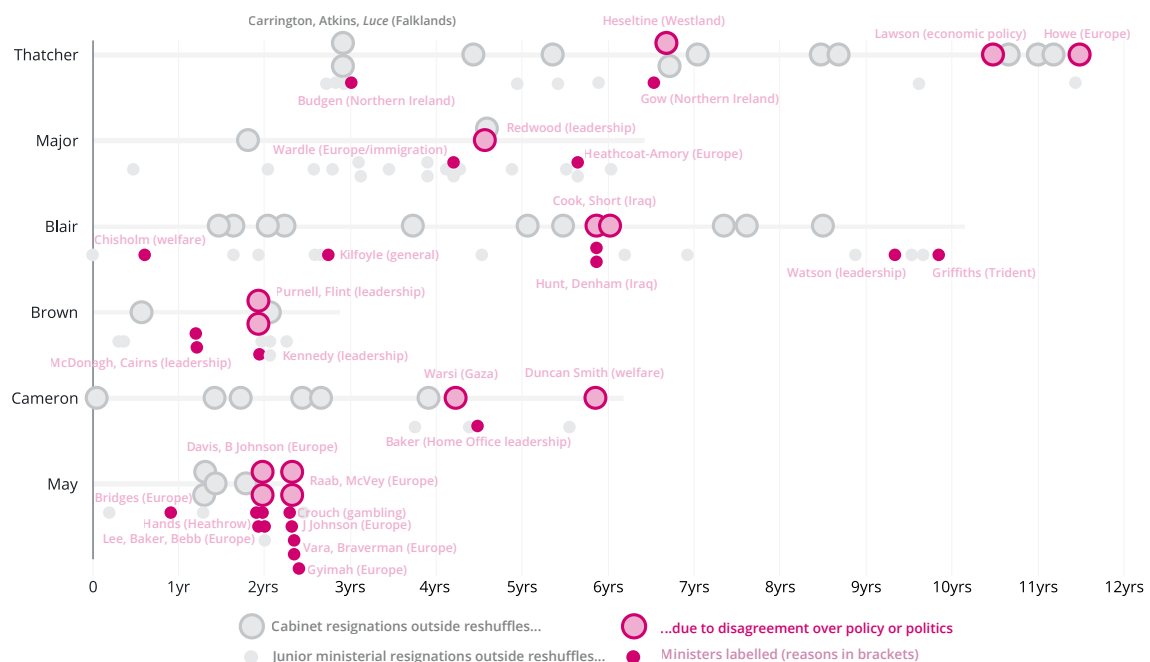 Carrington, Atkins, Luce (Falklands)
Heseltine (Westland)
Lawson (economic policy)
Howe (Europe)
Thatcher
Budgen (Northern Ireland)
Gow (Northern Ireland)
Redwood (leadership)
Major
Wardle (Europe/immigration)
Heathcoat-Amory (Europe)
Cook, Short (Iraq)
Blair
Chisholm (welfare)
Kilfoyle (general)
Watson (leadership)
Griffiths (Trident)
Hunt, Denham (Iraq)
Purnell, Flint (leadership)
Brown
Kennedy (leadership)
McDonagh, Cairns (leadership)
Warsi (Gaza)
Duncan Smith (welfare)
Cameron
Baker (Home Office leadership)
Davis, B Johnson (Europe)
May
Raab, McVey (Europe)
Bridges (Europe)
Crouch (gambling)
Hands (Heathrow)
J Johnson (Europe)
Lee, Baker, Bebb (Europe)
Vara, Braverman (Europe)
Gyimah (Europe)
0 1yr 2yrs 3yrs 4yrs 5yrs 6yrs 7yrs 8yrs 9yrs 10yrs 11yrs 12yrs
Cabinet resignations outside reshuffles...
...due to disagreement over policy or politics
Junior ministerial resignations outside reshuffles...
Ministers labelled (reasons in brackets)